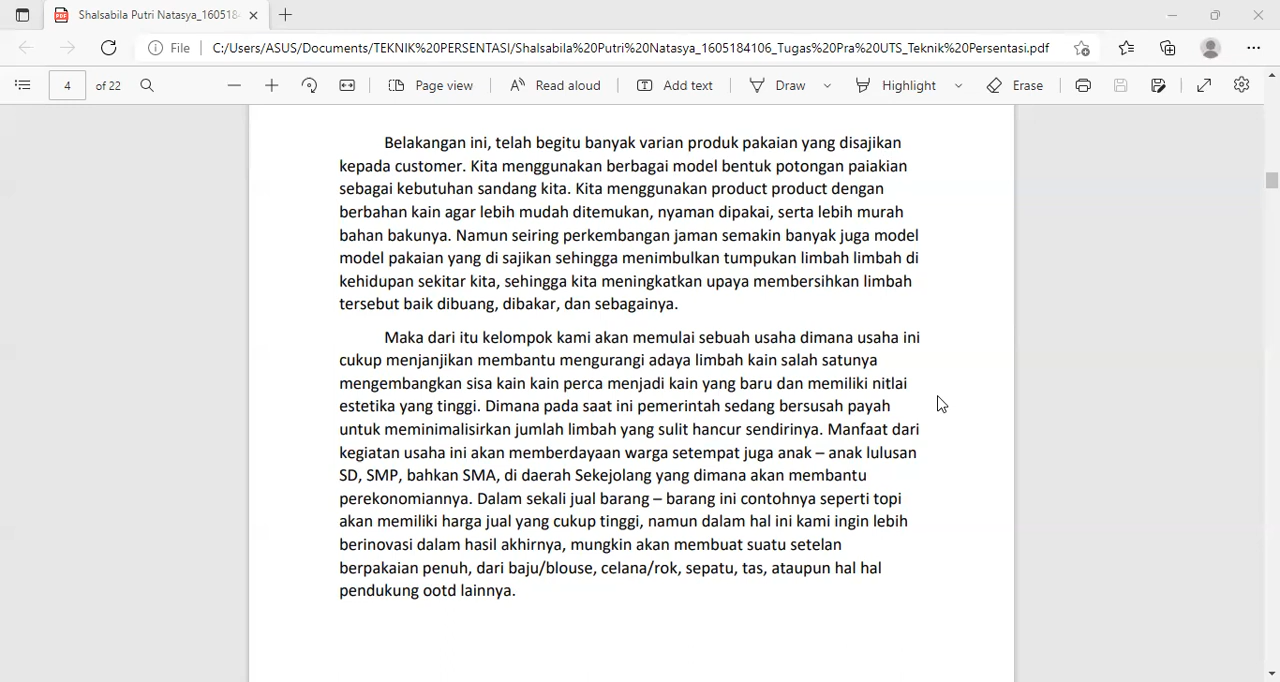 Shalsabila Putri Natasya_160518
File
C:/Users/ASUS/Documents/TEKNIK%20PERSENTASI/Shalsabila%20Putri%20Natasya_1605184106_Tugas%20Pra%20UTS_Teknik%20Persentasi.pdf
4 of 22 Page view Read aloud Add text Draw Highlight Erase
Belakangan ini, telah begitu banyak varian produk pakaian yang disajikan
kepada customer. Kita menggunakan berbagai model bentuk potongan paiakian
sebagai kebutuhan sandang kita. Kita menggunakan product product dengan
berbahan kain agar lebih mudah ditemukan, nyaman dipakai, serta lebih murah
bahan bakunya. Namun seiring perkembangan jaman semakin banyak juga model
model pakaian yang di sajikan sehingga menimbulkan tumpukan limbah limbah di
kehidupan sekitar kita, sehingga kita meningkatkan upaya membersihkan limbah
tersebut baik dibuang, dibakar, dan sebagainya.
Maka dari itu kelompok kami akan memulai sebuah usaha dimana usaha ini
cukup menjanjikan membantu mengurangi adaya limbah kain salah satunya
mengembangkan sisa kain kain perca menjadi kain yang baru dan memiliki nitlai
estetika yang tinggi. Dimana pada saat ini pemerintah sedang bersusah payah
untuk meminimalisirkan jumlah limbah yang sulit hancur sendirinya. Manfaat dari
kegiatan usaha ini akan memberdayaan warga setempat juga anak – anak lulusan
SD, SMP, bahkan SMA, di daerah Sekejolang yang dimana akan membantu
perekonomiannya. Dalam sekali jual barang – barang ini contohnya seperti topi
akan memiliki harga jual yang cukup tinggi, namun dalam hal ini kami ingin lebih
berinovasi dalam hasil akhirnya, mungkin akan membuat suatu setelan
berpakaian penuh, dari baju/blouse, celana/rok, sepatu, tas, ataupun hal hal
pendukung ootd lainnya.